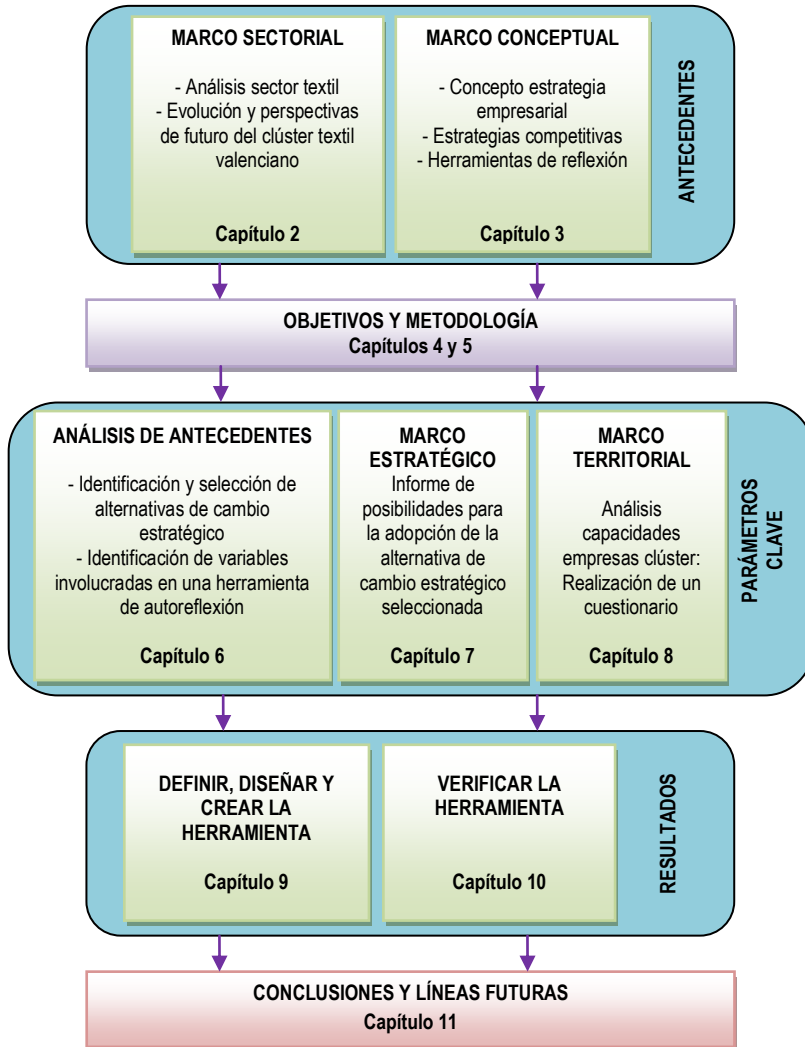 MARCO SECTORIAL
- Análisis sector textil
- Evolución y perspectivas
de futuro del clúster textil
valenciano
Capítulo 2
MARCO CONCEPTUAL
- Concepto estrategia
empresarial
- Estrategias competitivas
- Herramientas de reflexión
Capítulo 3
ANTECEDENTES
OBJETIVOS Y METODOLOGÍA
Capítulos 4 y 5
ANÁLISIS DE ANTECEDENTES
- Identificación y selección de
alternativas de cambio
estratégico
- Identificación de variables
involucradas en una herramienta
de autoreflexión
Capítulo 6
MARCO
ESTRATÉGICO
Informe de
posibilidades para
la adopción de la
alternativa de
cambio estratégico
seleccionada
Capítulo 7
MARCO
TERRITORIAL
Análisis
capacidades
empresas clúster:
Realización de un
cuestionario
Capítulo 8
PARÁMETROS
CLAVE
DEFINIR, DISEÑAR Y
CREAR LA
HERRAMIENTA
Capítulo 9
VERIFICAR LA
HERRAMIENTA
Capítulo 10
RESULTADOS
CONCLUSIONES Y LÍNEAS FUTURAS
Capítulo 11